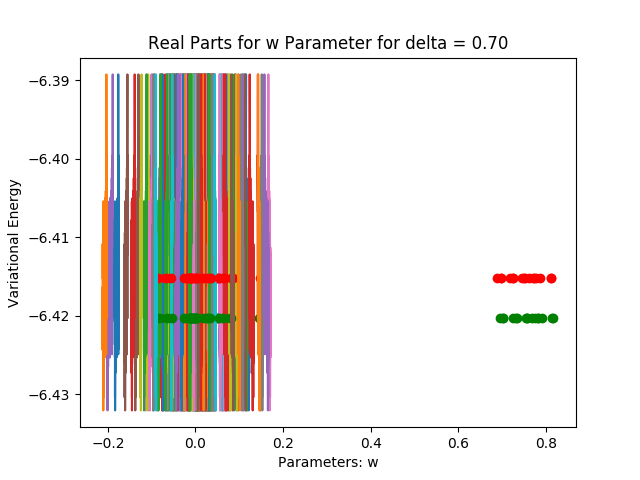 Real Parts for w Parameter for delta = 0.70
Variational Energy
−6.39
−6.40
−6.41
−6.42
−6.43
−0.2 0.0 0.2 0.4 0.6 0.8
Parameters: w